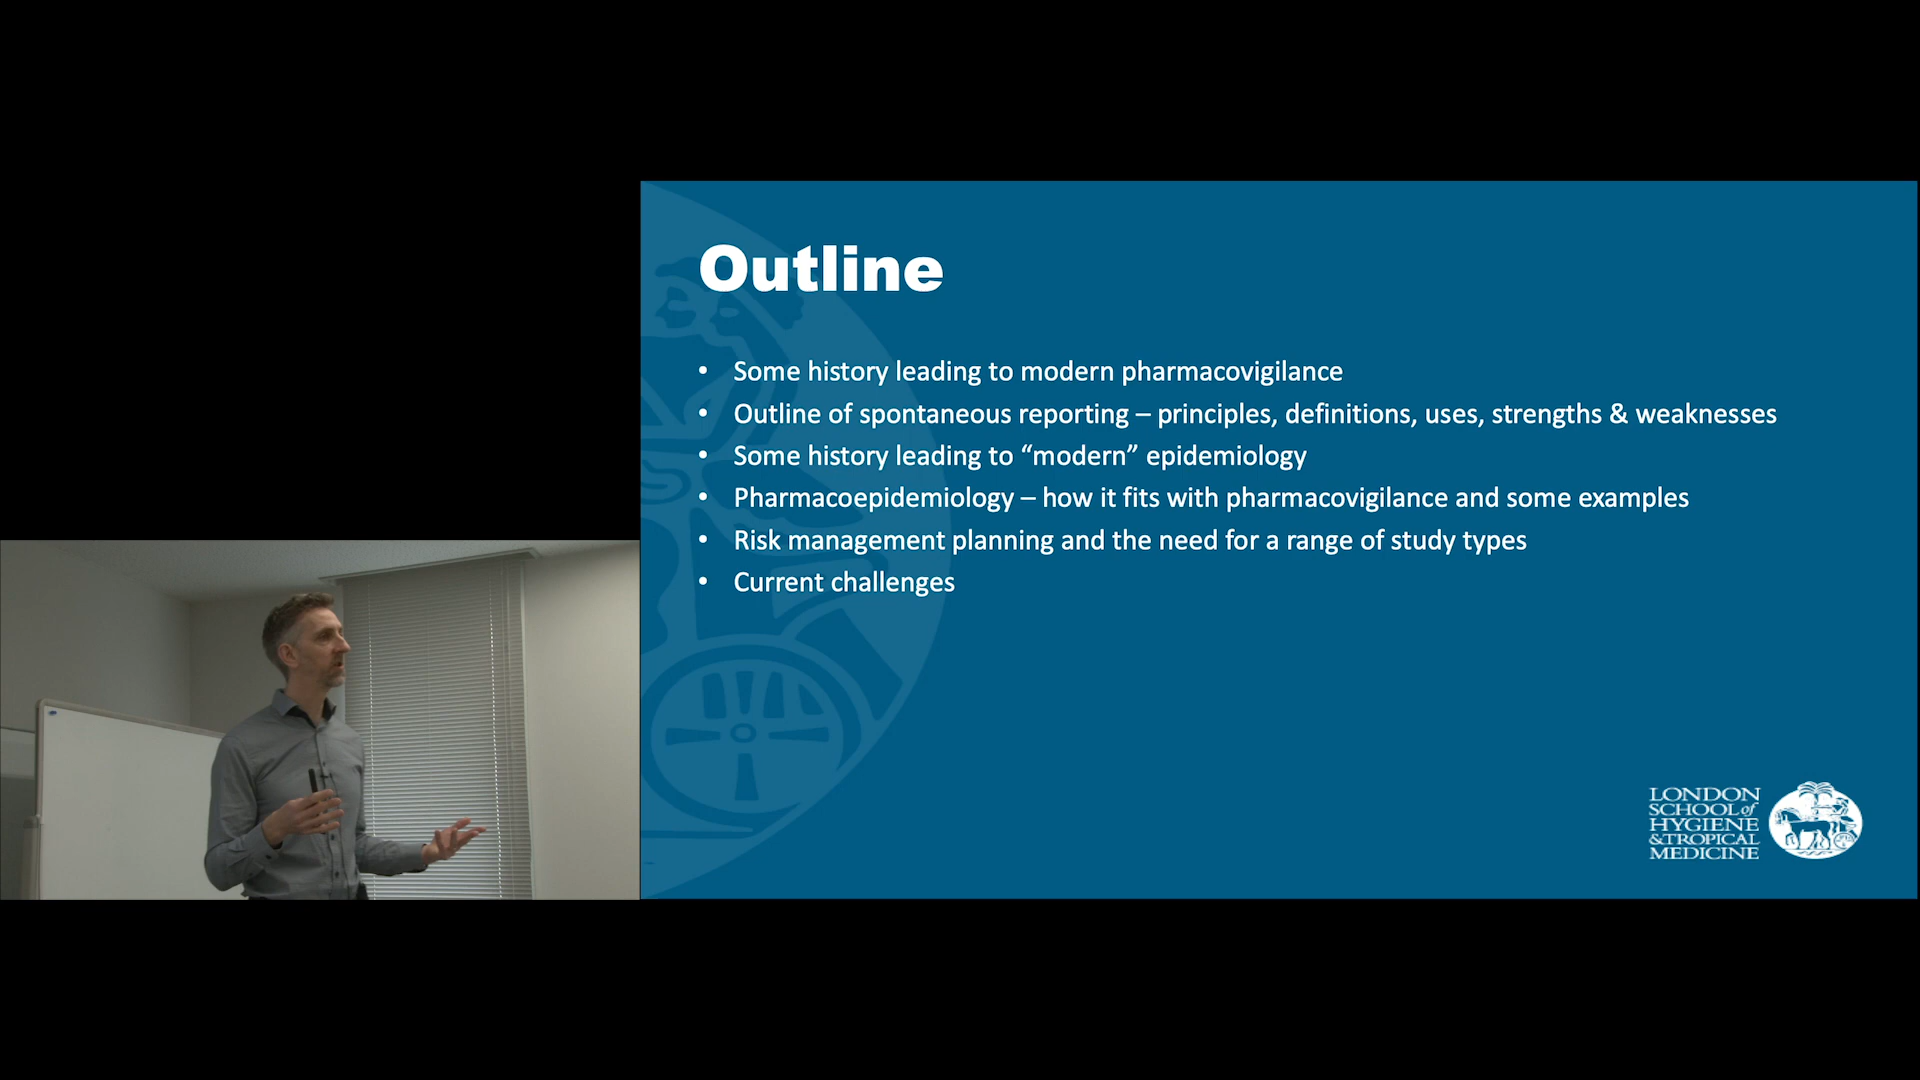 Outline
• Some history leading to modern pharmacovigilance
• Outline of spontaneous reporting – principles, definitions, uses, strengths & weaknesses
• Some history leading to “modern” epidemiology
• Pharmacoepidemiology – how it fits with pharmacovigilance and some examples
• Risk management planning and the need for a range of study types
• Current challenges
LONDON
SCHOOL of
HYGIENE
& TROPICAL
MEDICINE